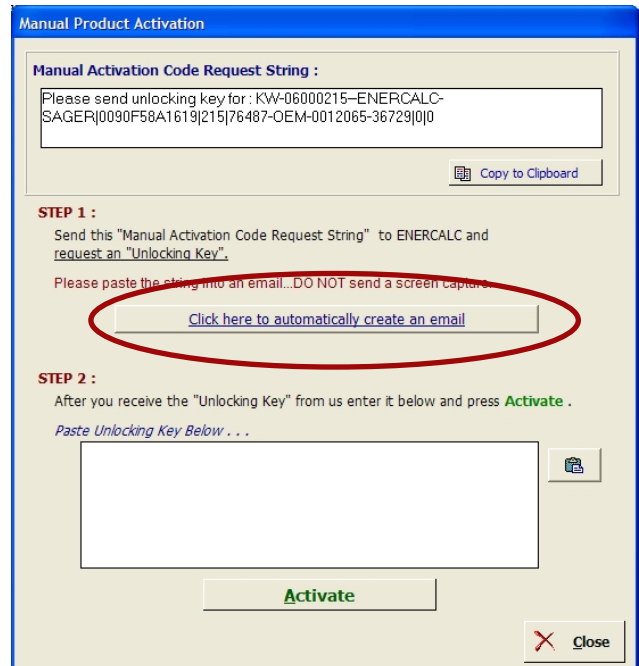 Manual Product Activation
Manual Activation Code Request String :
Please send unlocking key for : KW-06000215--ENERCALC-
SAGER|0090F58A1619|215|76487-OEM-0012065-36729|0|0
Copy to Clipboard
STEP 1 :
Send this "Manual Activation Code Request String" to ENERCALC and
request an "Unlocking Key".
Please paste the string into an email...DO NOT send a screen capture...
Click here to automatically create an email
STEP 2 :
After you receive the "Unlocking Key" from us enter it below and press Activate .
Paste Unlocking Key Below . . .
Activate
Close